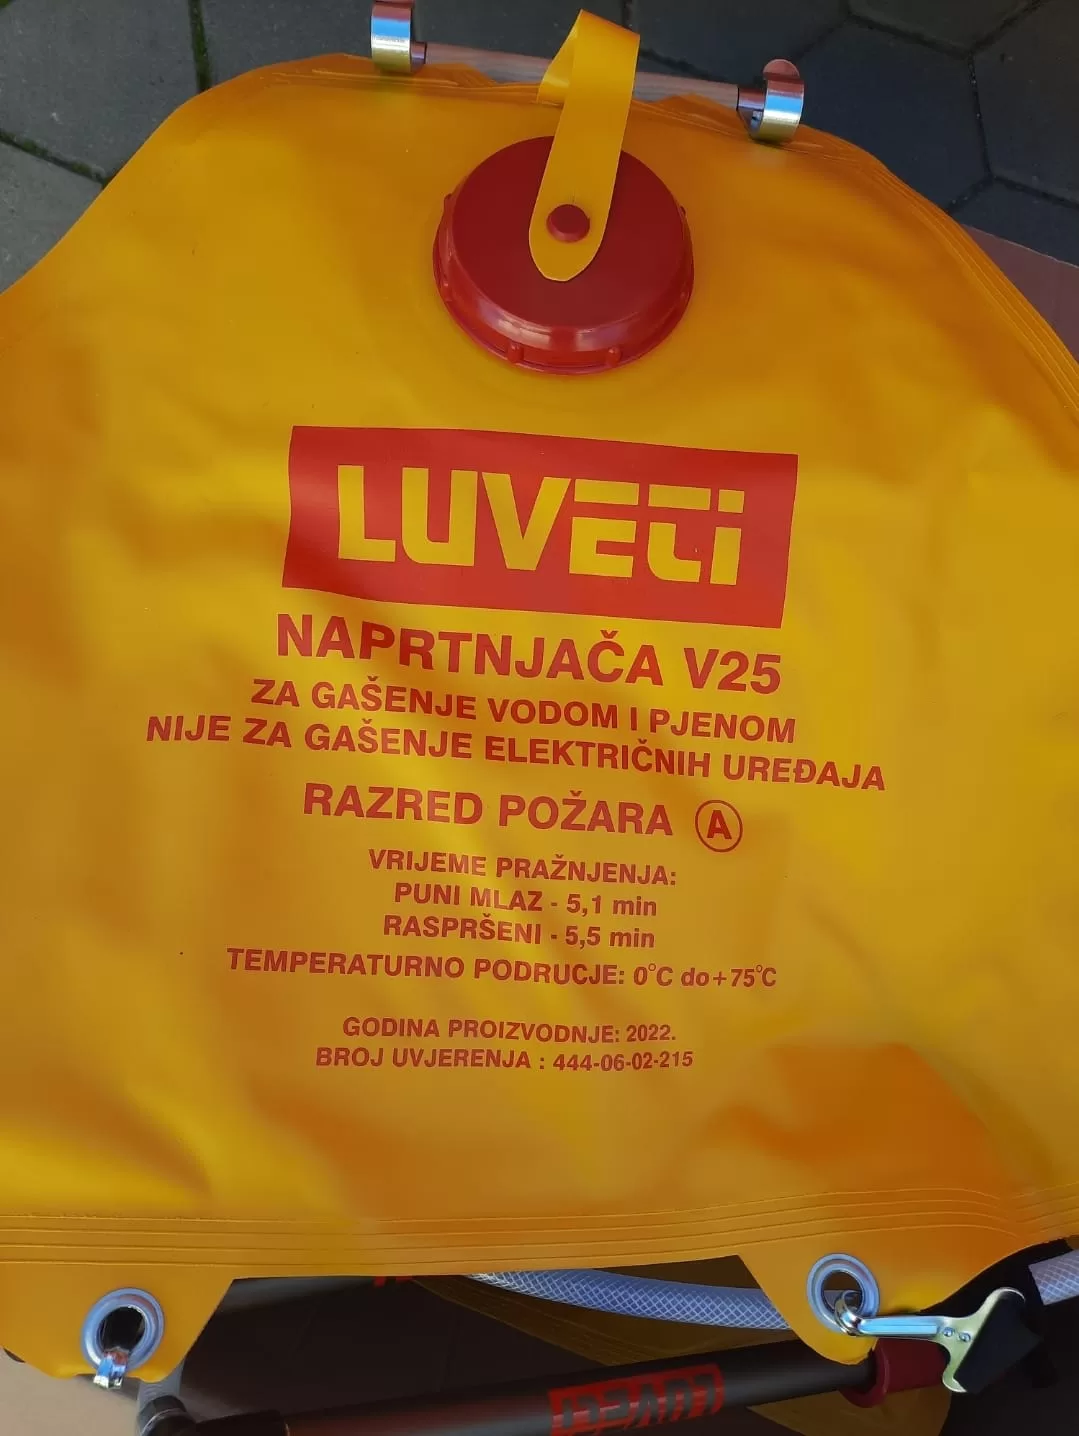 LUVETI
NAPRTNJAČA V25
ZA GAŠENJE VODOM I PJENOM
NIJE ZA GAŠENJE ELEKTRIČNIH UREĐAJA
RAZRED POŽARA A
VRIJEME PRAŽNJENJA:
PUNI MLAZ - 5,1 min
RASPRŠENI - 5,5 min
TEMPERATURNO PODRUCJE: 0°C do +75°C
GODINA PROIZVODNJE: 2022.
BROJ UVJERENJA : 444-06-02-215
LUVETI